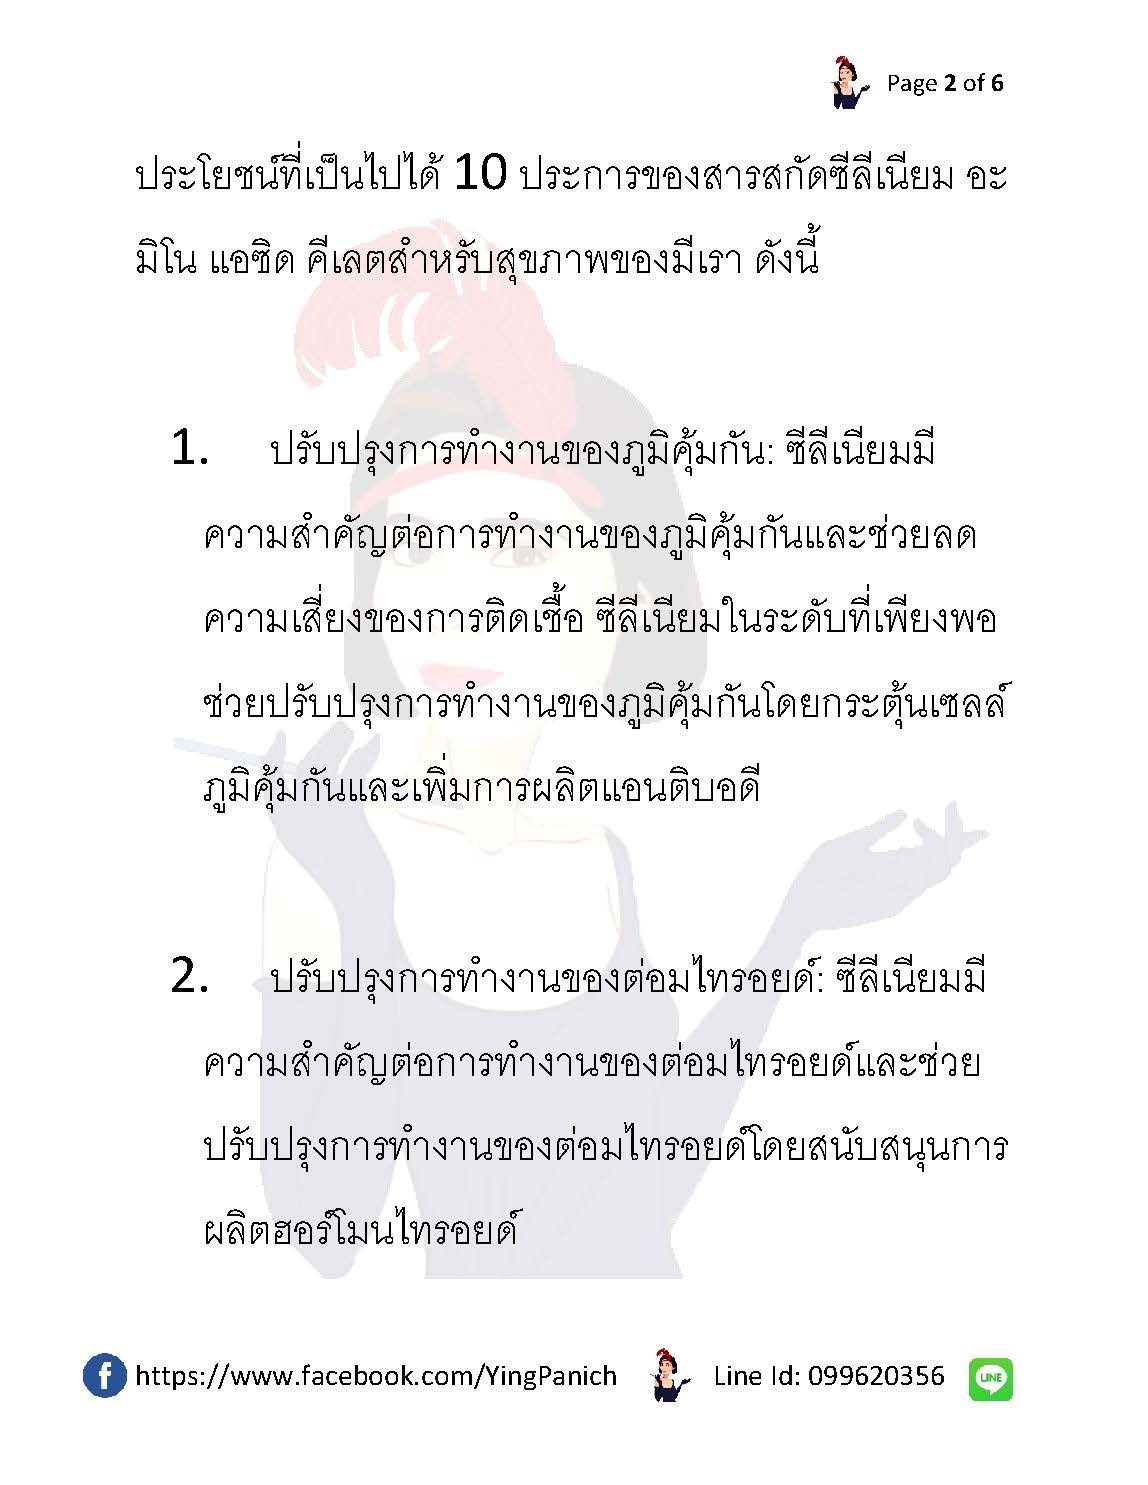 Page 2 of 6
ประโยชน์ที่เป็นไปได้ 10 ประการของสารสกัดซีลีเนียม อะ
มิโน แอซิด คีเลตสำหรับสุขภาพของมีเรา ดังนี้
1. ปรับปรุงการทำงานของภูมิคุ้มกัน: ซีลีเนียมมี
ความสำคัญต่อการทำงานของภูมิคุ้มกันและช่วยลด
ความเสี่ยงของการติดเชื้อ ซีลีเนียมในระดับที่เพียงพอ
ช่วยปรับปรุงการทำงานของภูมิคุ้มกันโดยกระตุ้นเซลล์
ภูมิคุ้มกันและเพิ่มการผลิตแอนติบอดี
2. ปรับปรุงการทำงานของต่อมไทรอยด์: ซีลีเนียมมี
ความสำคัญต่อการทำงานของต่อมไทรอยด์และช่วย
ปรับปรุงการทำงานของต่อมไทรอยด์โดยสนับสนุนการ
ผลิตฮอร์โมนไทรอยด์
https://www.facebook.com/YingPanich Line Id: 099620356 LINE